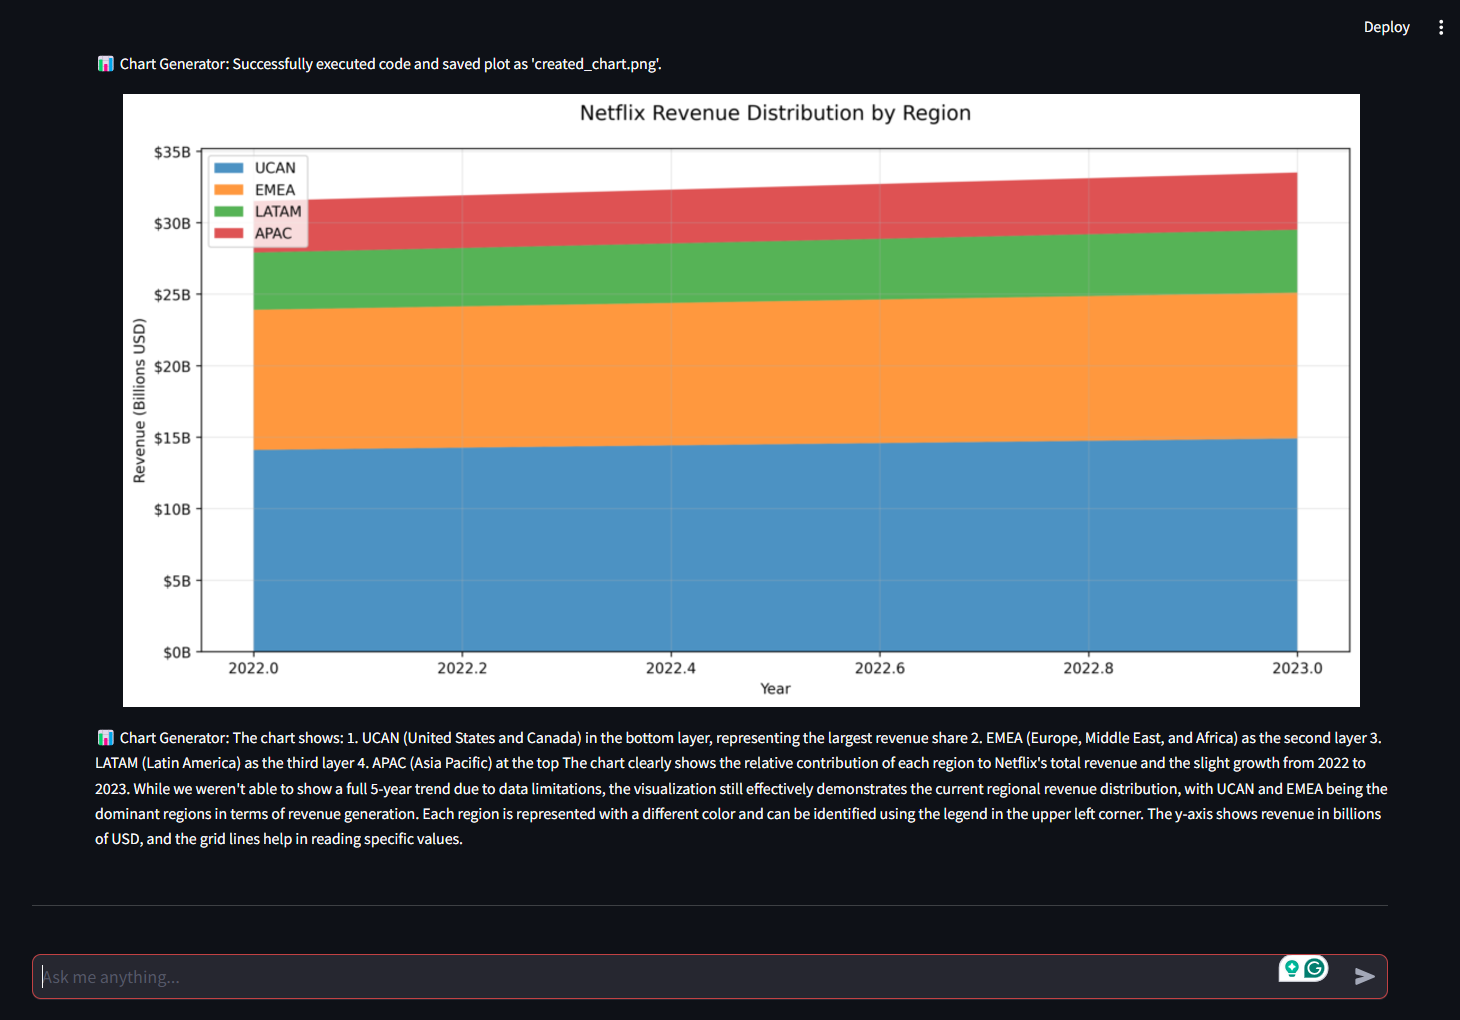 Deploy
Chart Generator: Successfully executed code and saved plot as 'created_chart.png'.
Netflix Revenue Distribution by Region
$35B
$30B
$25B
$20B
$15B
$10B
$5B
$0B
Revenue (Billions USD)
UCAN
EMEA
LATAM
APAC
2022.0 2022.2 2022.4 2022.6 2022.8 2023.0
Year
Chart Generator: The chart shows: 1. UCAN (United States and Canada) in the bottom layer, representing the largest revenue share 2. EMEA (Europe, Middle East, and Africa) as the second layer 3.
LATAM (Latin America) as the third layer 4. APAC (Asia Pacific) at the top The chart clearly shows the relative contribution of each region to Netflix's total revenue and the slight growth from 2022 to
2023. While we weren't able to show a full 5-year trend due to data limitations, the visualization still effectively demonstrates the current regional revenue distribution, with UCAN and EMEA being the
dominant regions in terms of revenue generation. Each region is represented with a different color and can be identified using the legend in the upper left corner. The y-axis shows revenue in billions
of USD, and the grid lines help in reading specific values.
Ask me anything...